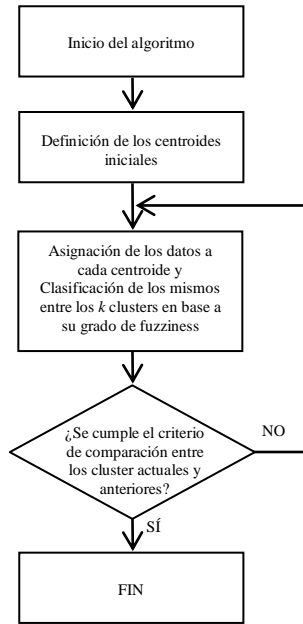 Inicio del algoritmo
Definición de los centroides
iniciales
Asignación de los datos a
cada centroide y
Clasificación de los mismos
entre los k clusters en base a
su grado de fuzziness
¿Se cumple el criterio
de comparación entre
los cluster actuales y
anteriores?
NO
SÍ
FIN